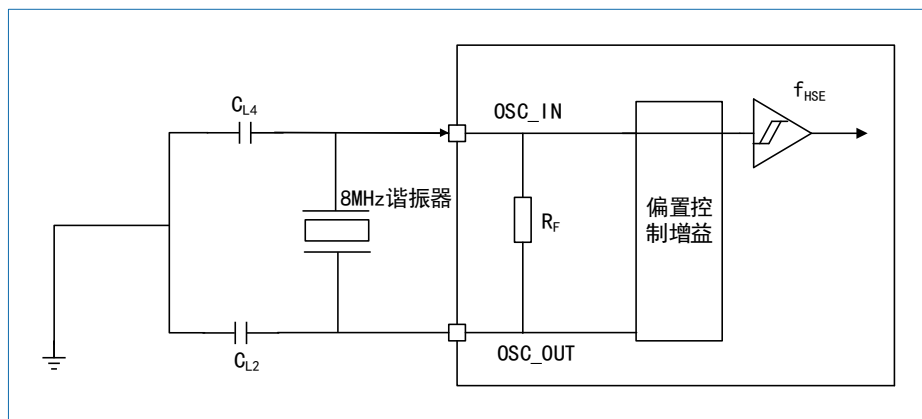 f_HSE
C_L4
OSC_IN
8MHz谐振器
R_F
偏置控
制增益
C_L2
OSC_OUT